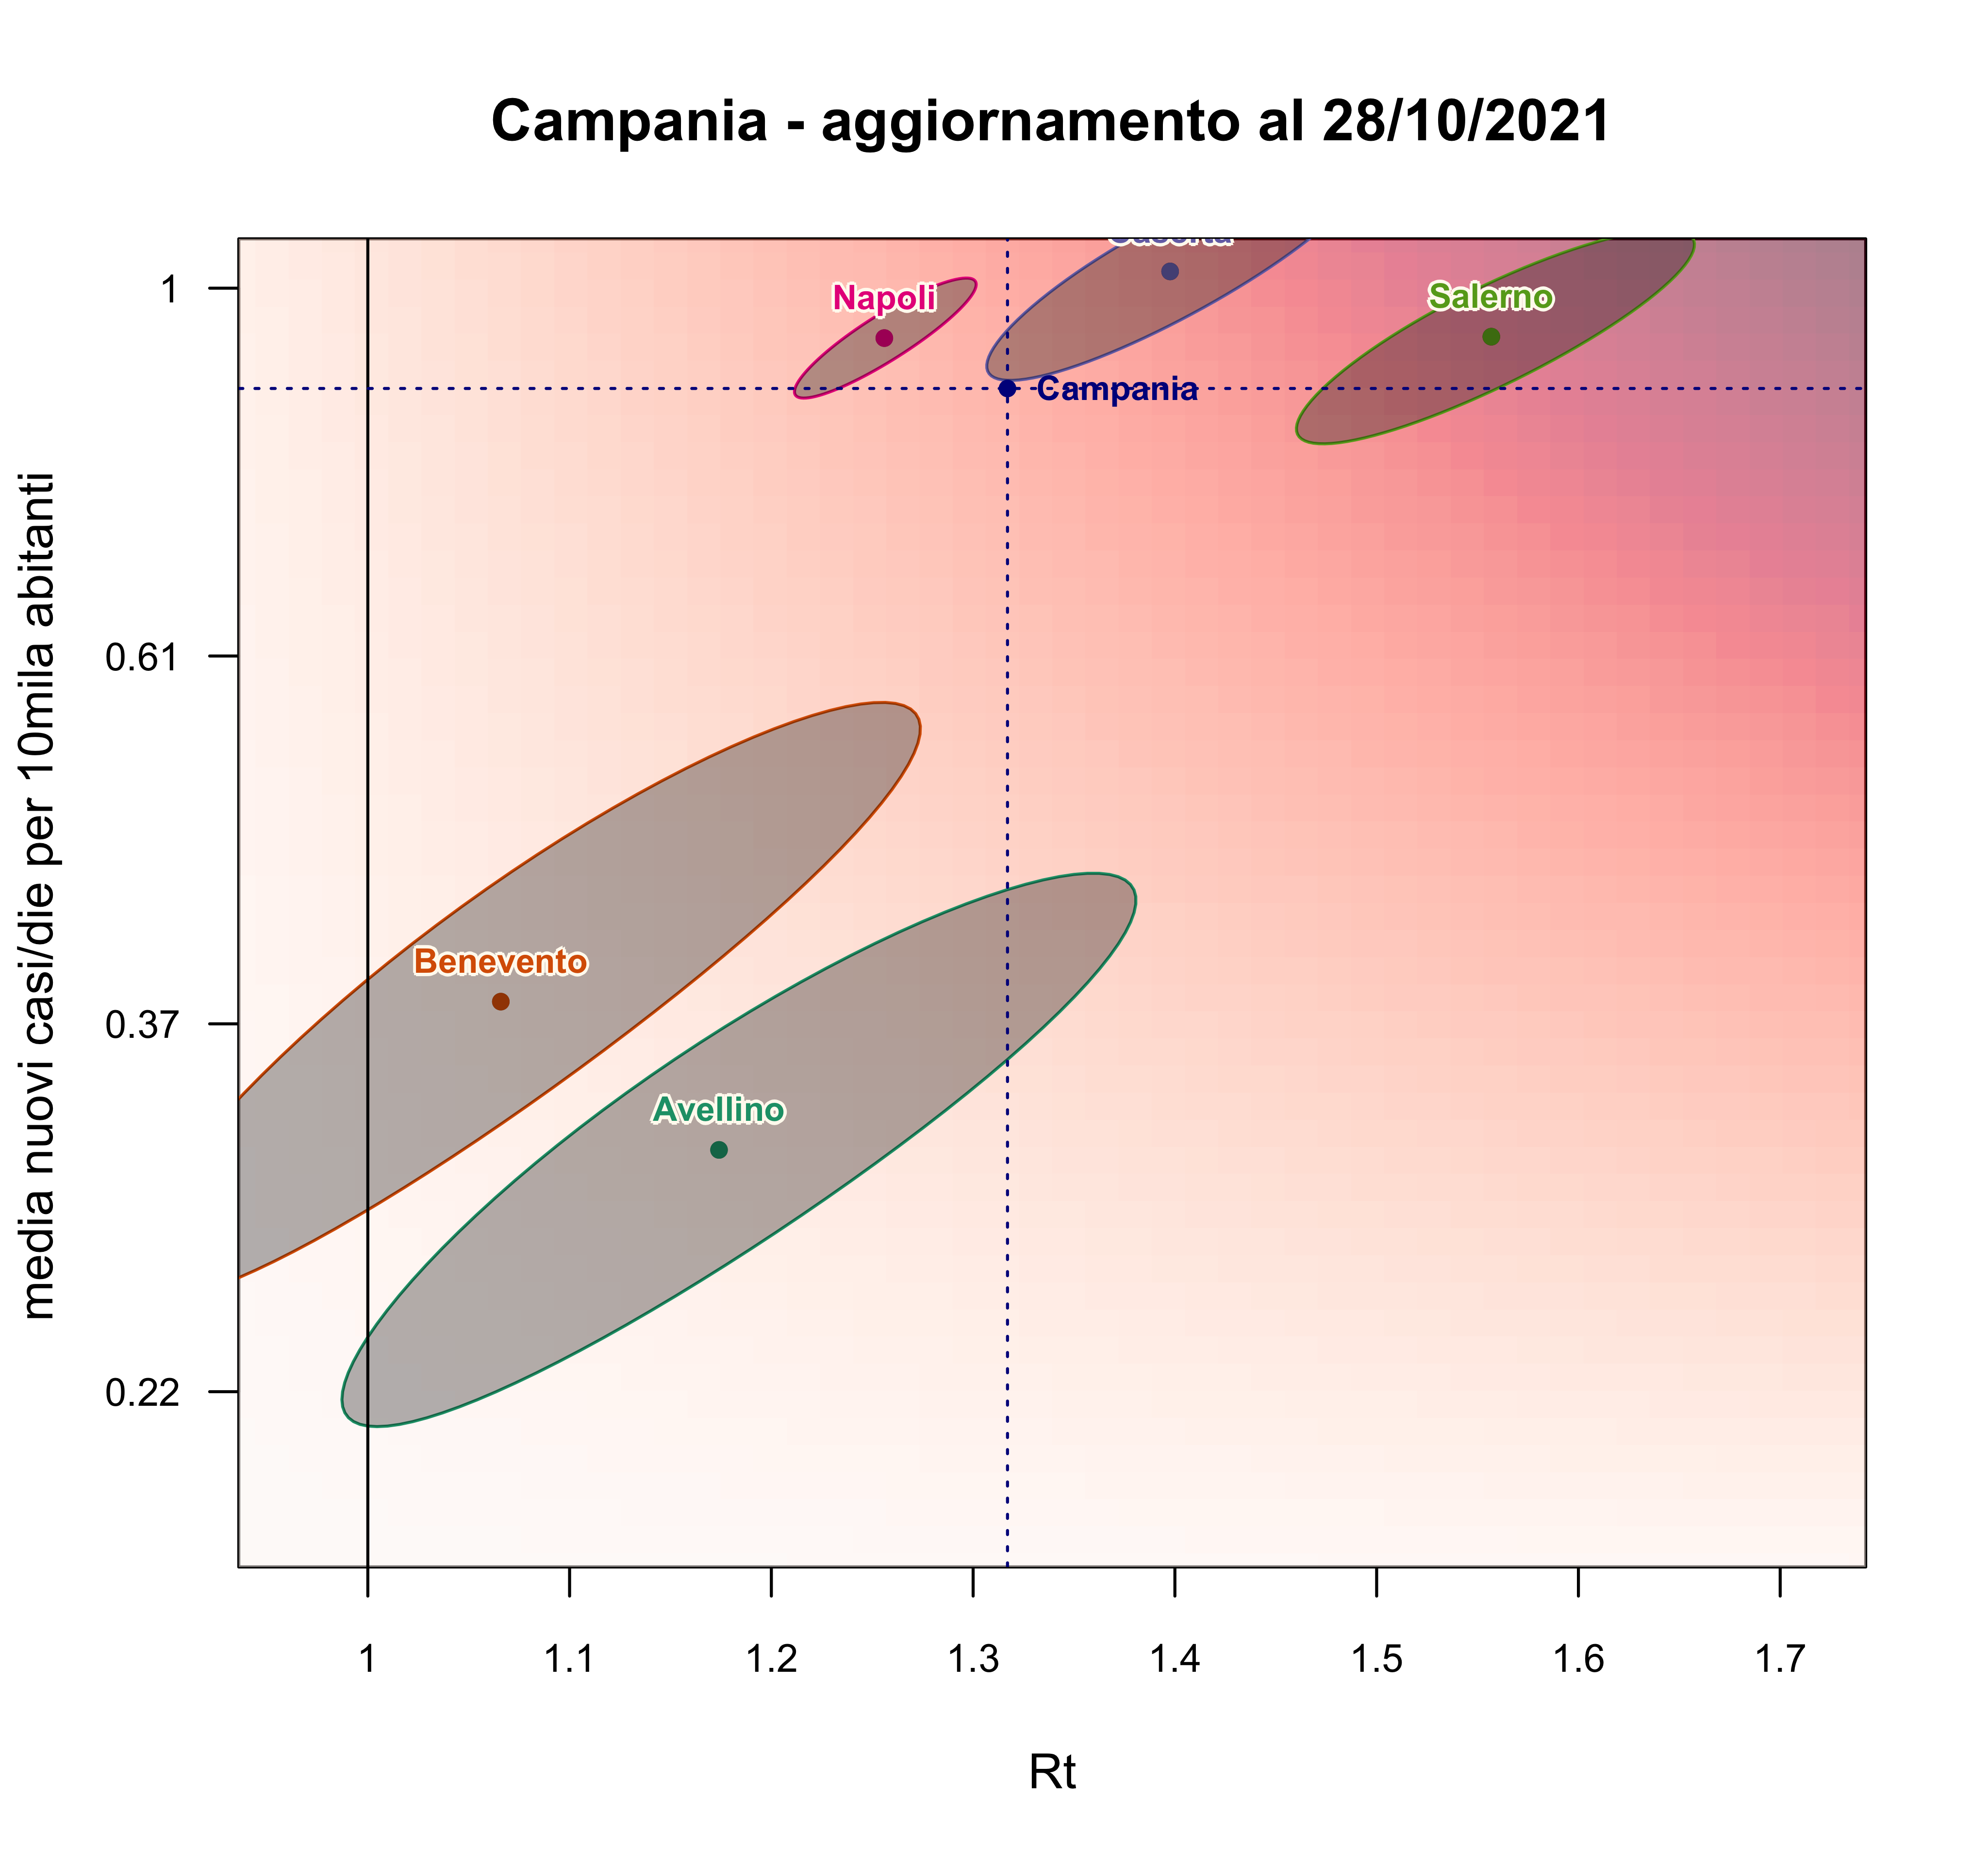 Campania - aggiornamento al 28/10/2021
media nuovi casi/die per 10mila abitanti
1
0.61
0.37
0.22
Napoli
Salerno
Campania
Benevento
Avellino
1 1.1 1.2 1.3 1.4 1.5 1.6 1.7
Rt